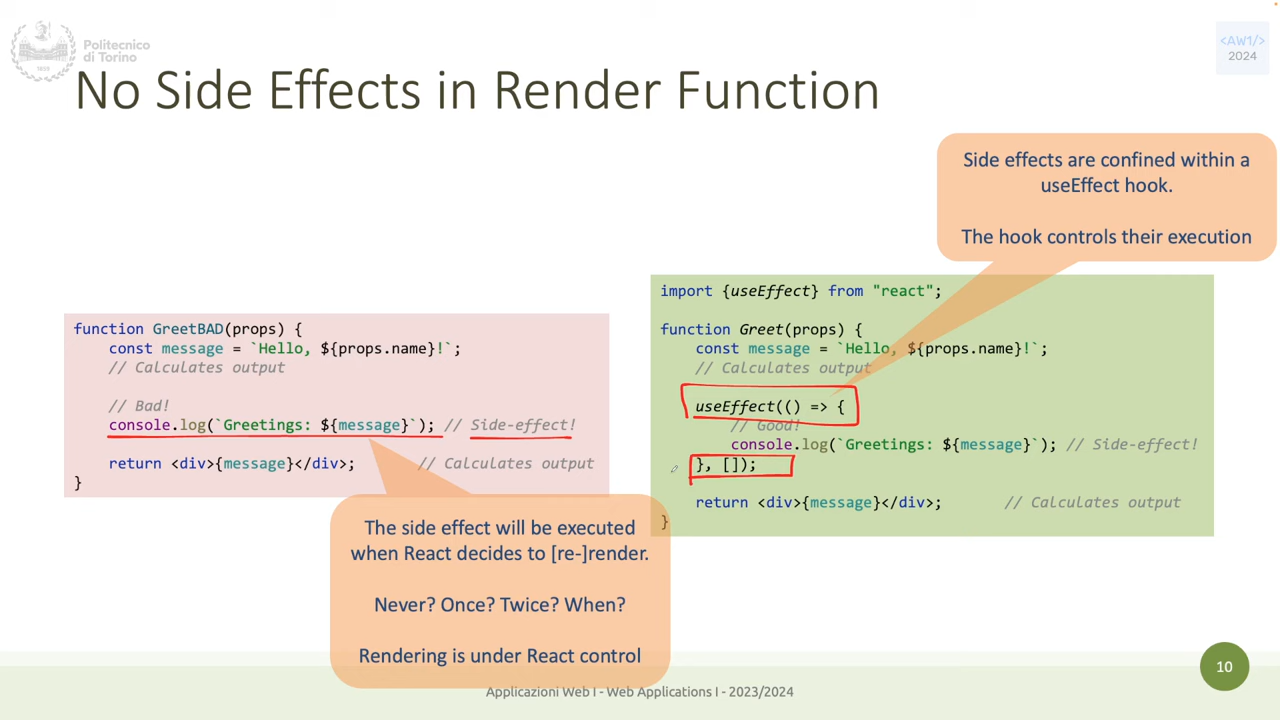 Politecnico
di Torino
1859
<AW1/>
2024
No Side Effects in Render Function
Side effects are confined within a
useEffect hook.
The hook controls their execution
function GreetBAD(props) {
const message = `Hello, ${props.name}!`;
// Calculates output
// Bad!
console.log(`Greetings: ${message}`); // Side-effect!
return <div>{message}</div>; // Calculates output
}
import {useEffect} from "react";
function Greet(props) {
const message = `Hello, ${props.name}!`;
// Calculates output
useEffect(() => {
// Good!
console.log(`Greetings: ${message}`); // Side-effect!
}, []);
return <div>{message}</div>; // Calculates output
}
The side effect will be executed
when React decides to [re-]render.
Never? Once? Twice? When?
Rendering is under React control
10
Applicazioni Web I - Web Applications I - 2023/2024